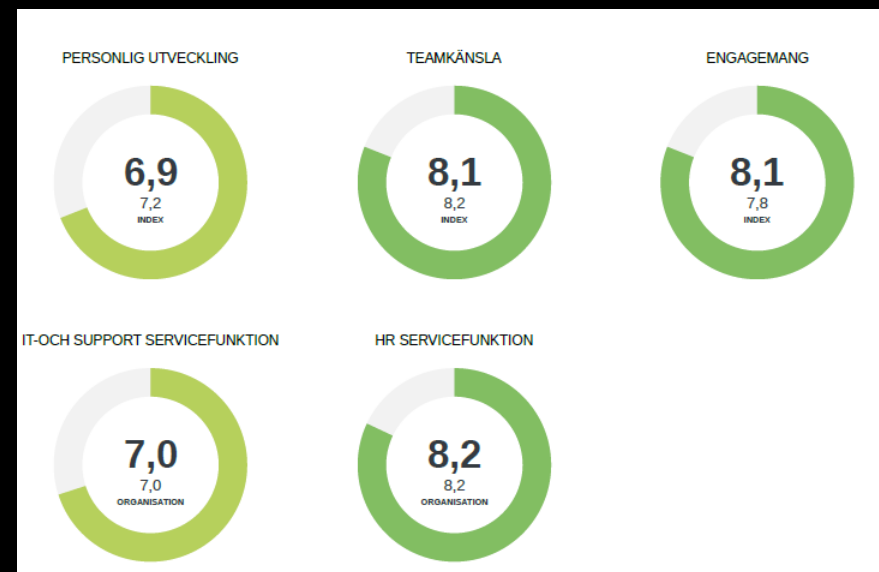 PERSONLIG UTVECKLING
6,9
7,2
INDEX
TEAMKÄNSLA
8,1
8,2
INDEX
ENGAGEMANG
8,1
7,8
INDEX
IT-OCH SUPPORT SERVICEFUNKTION
7,0
7,0
ORGANISATION
HR SERVICEFUNKTION
8,2
8,2
ORGANISATION